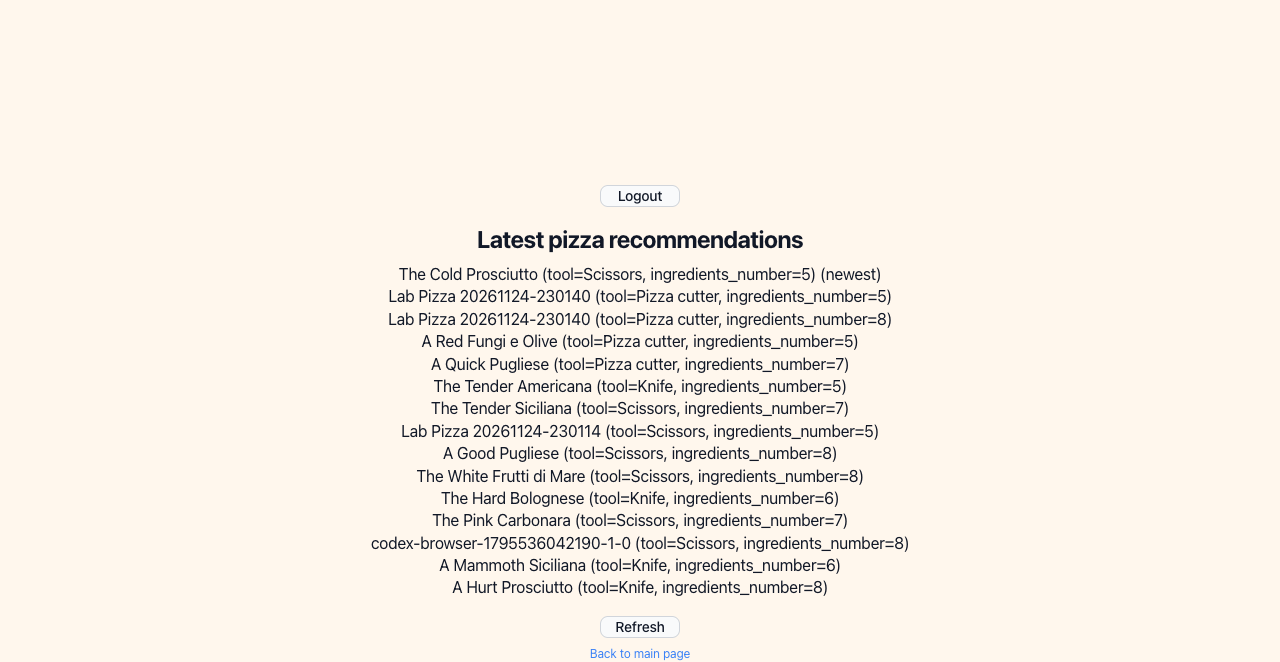 Logout
Latest pizza recommendations
The Cold Prosciutto (tool=Scissors, ingredients_number=5) (newest)
Lab Pizza 20261124-230140 (tool=Pizza cutter, ingredients_number=5)
Lab Pizza 20261124-230140 (tool=Pizza cutter, ingredients_number=8)
A Red Fungi e Olive (tool=Pizza cutter, ingredients_number=5)
A Quick Pugliese (tool=Pizza cutter, ingredients_number=7)
The Tender Americana (tool=Knife, ingredients_number=5)
The Tender Siciliana (tool=Scissors, ingredients_number=7)
Lab Pizza 20261124-230114 (tool=Scissors, ingredients_number=5)
A Good Pugliese (tool=Scissors, ingredients_number=8)
The White Frutti di Mare (tool=Scissors, ingredients_number=8)
The Hard Bolognese (tool=Knife, ingredients_number=6)
The Pink Carbonara (tool=Scissors, ingredients_number=7)
codex-browser-1795536042190-1-0 (tool=Scissors, ingredients_number=8)
A Mammoth Siciliana (tool=Knife, ingredients_number=6)
A Hurt Prosciutto (tool=Knife, ingredients_number=8)
Refresh
Back to main page